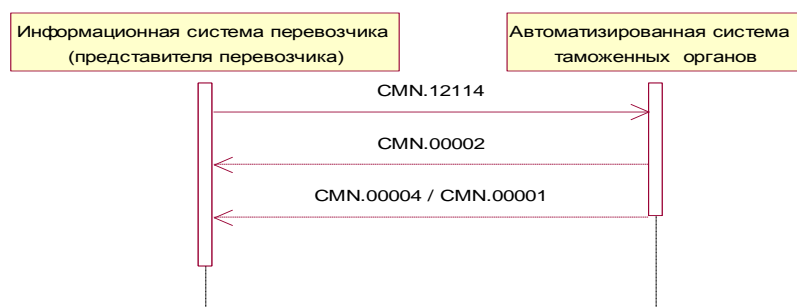 Информационная система перевозчика
(представителя перевозчика)
Автоматизированная система
таможенных органов
CMN.12114
CMN.00002
CMN.00004 / CMN.00001